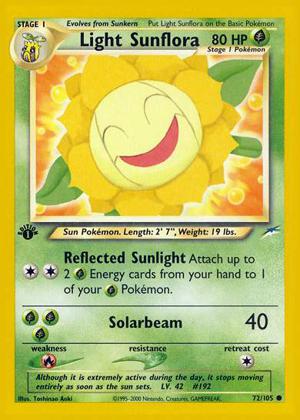 STAGE 1
Evolves from Sunkern
Put Light Sunflora on the Basic Pokémon
Light Sunflora 80 HP
Stage 1 Pokémon
EDITION
1
Sun Pokémon. Length: 2' 7", Weight: 19 lbs.
Reflected Sunlight Attach up to
2 Energy cards from your hand to 1
of your Pokémon.
Solarbeam 40
weakness resistance retreat cost
Although it is extremely active during the day, it stops moving
entirely as soon as the sun sets. LV. 42 #192
Illus. Toshinao Aoki ©1995-2000 Nintendo, Creatures, GAMEFREAK. 72/105